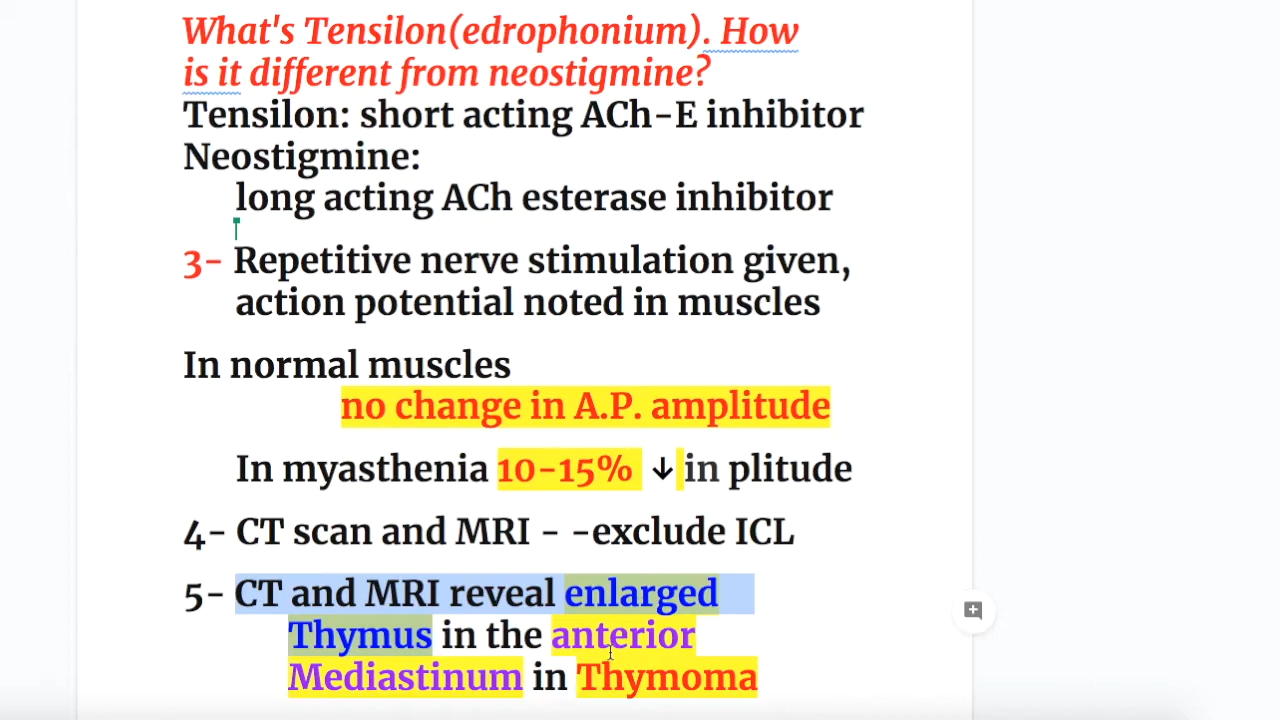 What's Tensilon(edrophonium). How
is it different from neostigmine?
Tensilon: short acting ACh-E inhibitor
Neostigmine:
long acting ACh esterase inhibitor
3- Repetitive nerve stimulation given,
action potential noted in muscles
In normal muscles
no change in A.P. amplitude
In myasthenia 10-15% ↓ in plitude
4- CT scan and MRI - -exclude ICL
5- CT and MRI reveal enlarged
Thymus in the anterior
Mediastinum in Thymoma